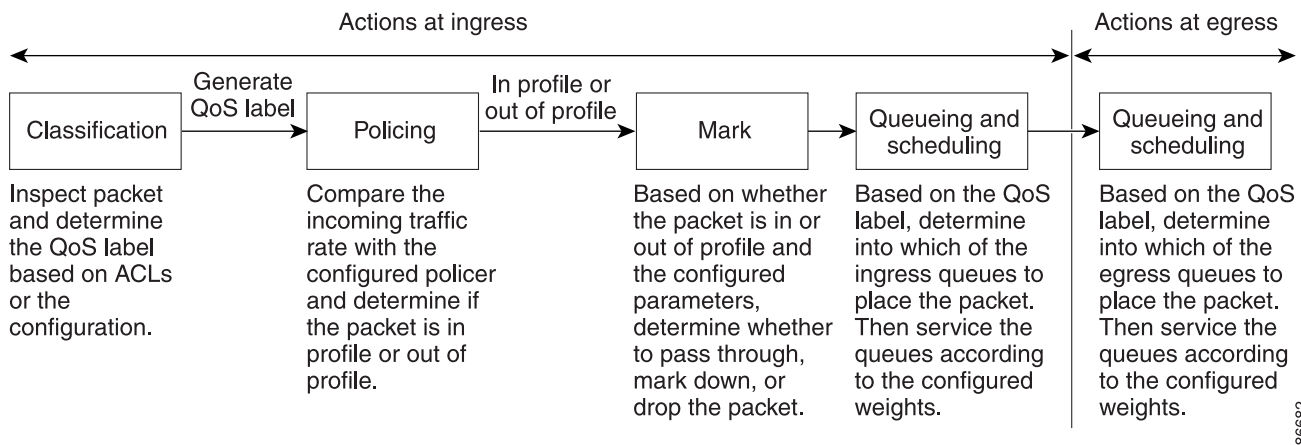 Actions at ingress
Actions at egress
Generate
QoS label
In profile or
out of profile
Classification
Policing
Mark
Queueing and
scheduling
Queueing and
scheduling
Inspect packet
and determine
the QoS label
based on ACLs
or the
configuration.
Compare the
incoming traffic
rate with the
configured policer
and determine if
the packet is in
profile or out of
profile.
Based on whether
the packet is in or
out of profile and
the configured
parameters,
determine whether
to pass through,
mark down, or
drop the packet.
Based on the QoS
label, determine
into which of the
ingress queues to
place the packet.
Then service the
queues according
to the configured
weights.
Based on the QoS
label, determine
into which of the
egress queues to
place the packet.
Then service the
queues according
to the configured
weights.
86682